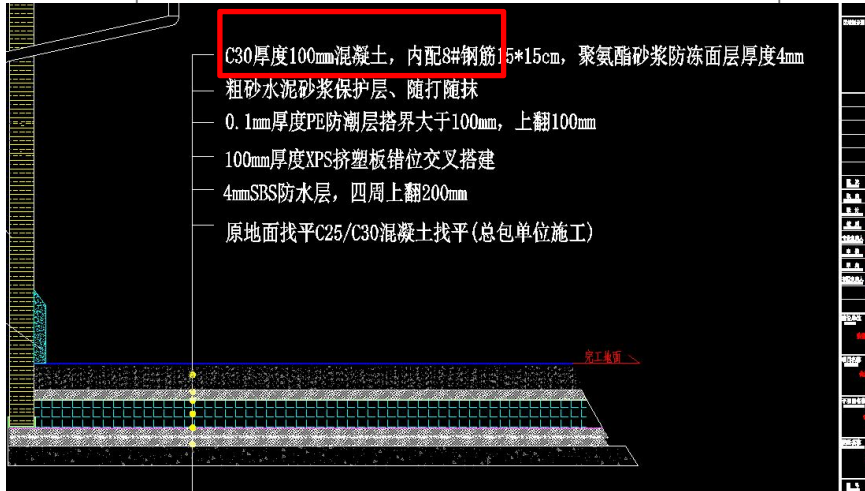 C30厚度100mm混凝土，内配8#钢筋15*15cm，聚氨酯砂浆防冻面层厚度4mm
粗砂水泥砂浆保护层、随打随抹
0.1mm厚度PE防潮层搭界大于100mm，上翻100mm
100mm厚度XPS挤塑板错位交叉搭建
4mmSBS防水层，四周上翻200mm
原地面找平C25/C30混凝土找平(总包单位施工)
完工地面